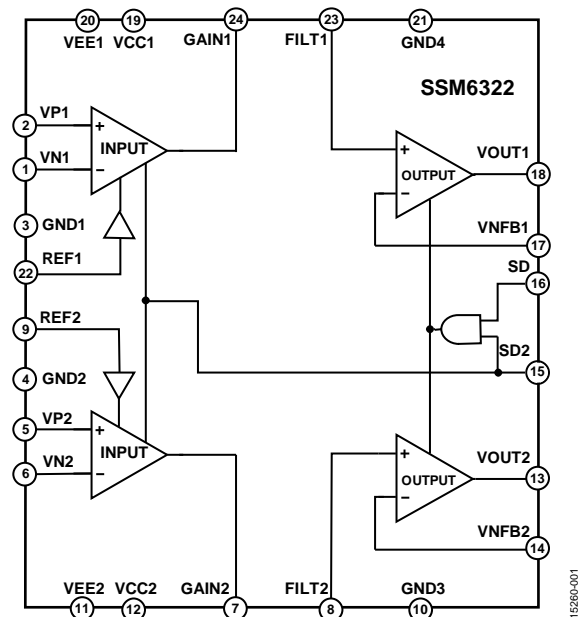 20 19 24 23 21
VEE1 VCC1 GAIN1 FILT1 GND4
SSM6322
2 VP1 +
INPUT
1 VN1 −
3 GND1
22 REF1
9 REF2
4 GND2
5 VP2 +
INPUT
6 VN2 −
+
OUTPUT
−
VOUT1
18
VNFB1
17
SD
16
SD2
15
+
OUTPUT
−
VOUT2
13
VNFB2
14
VEE2 VCC2 GAIN2 FILT2 GND3
11 12 7 8 10
15260-001